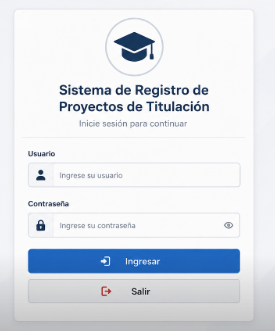 Sistema de Registro de
Proyectos de Titulación
Inicie sesión para continuar
Usuario
Ingrese su usuario
Contraseña
Ingrese su contraseña
Ingresar
Salir